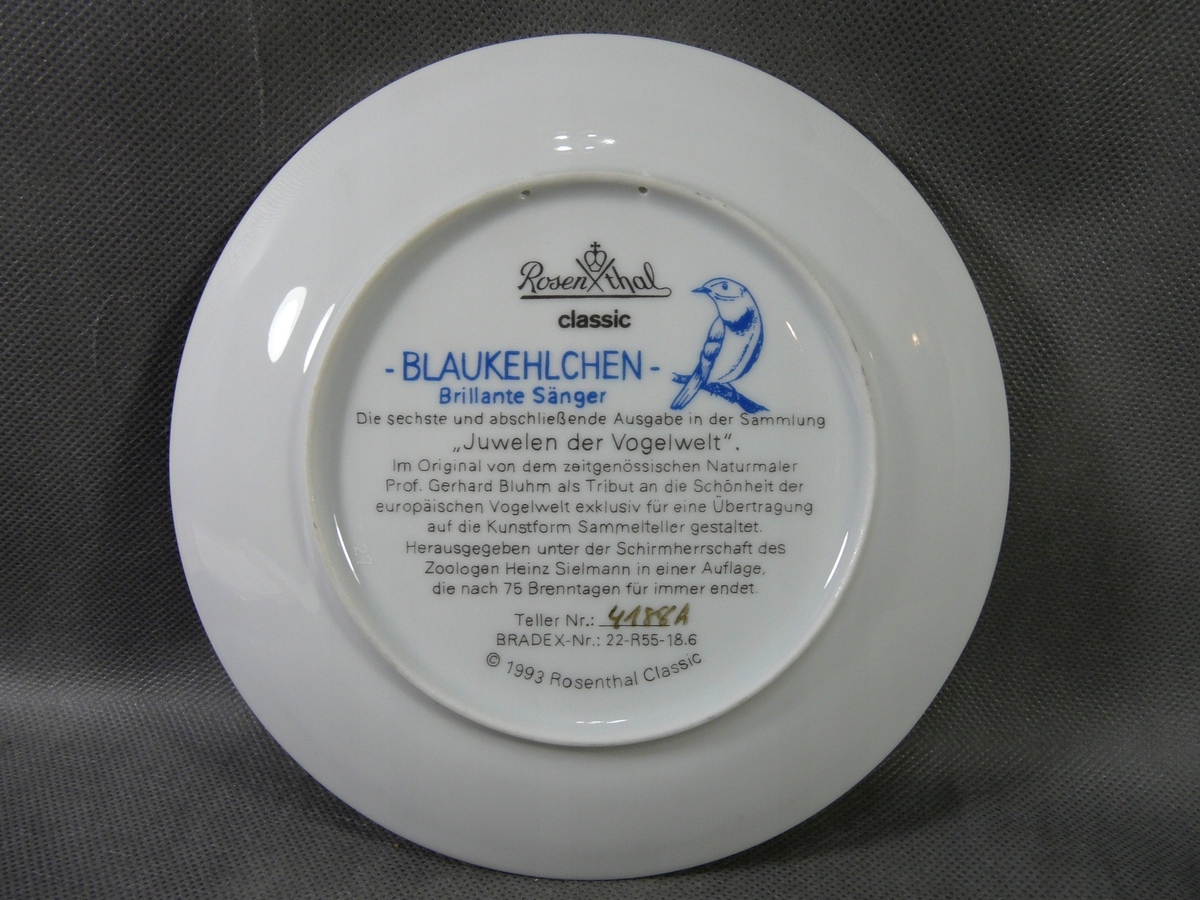 Rosenthal
classic
- BLAUKEHLCHEN -
Brillante Sänger
Die sechste und abschließende Ausgabe in der Sammlung
„Juwelen der Vogelwelt“.
Im Original von dem zeitgenössischen Naturmaler
Prof. Gerhard Bluhm als Tribut an die Schönheit der
europäischen Vogelwelt exklusiv für eine Übertragung
auf die Kunstform Sammelteller gestaltet.
Herausgegeben unter der Schirmherrschaft des
Zoologen Heinz Sielmann in einer Auflage,
die nach 75 Brenntagen für immer endet.
Teller Nr.: 4188A
BRADEX-Nr.: 22-R55-18.6
© 1993 Rosenthal Classic